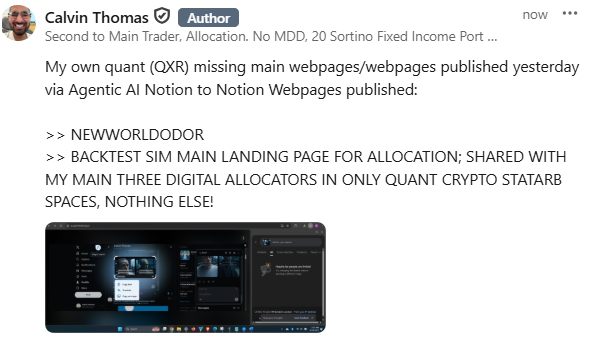 Calvin Thomas Author now
Second to Main Trader, Allocation. No MDD, 20 Sortino Fixed Income Port ...
My own quant (QXR) missing main webpages/webpages published yesterday
via Agentic AI Notion to Notion Webpages published:
>> NEWWORLDODOR
>> BACKTEST SIM MAIN LANDING PAGE FOR ALLOCATION; SHARED WITH
MY MAIN THREE DIGITAL ALLOCATORS IN ONLY QUANT CRYPTO STATARB
SPACES, NOTHING ELSE!